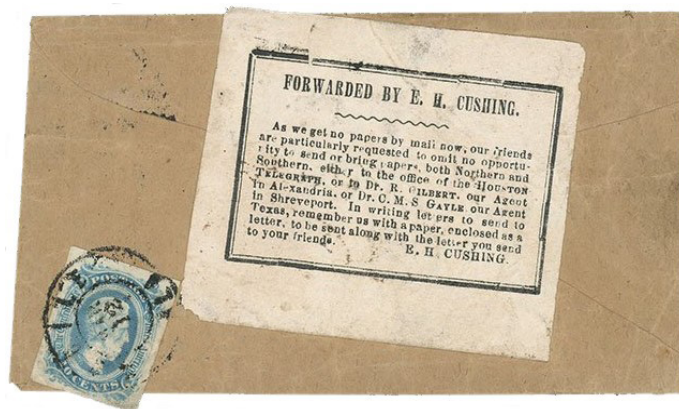 FORWARDED BY E. H. CUSHING.
As we get no papers by mail now, our friends
are particularly requested to omit no opportu-
nity to send or bring papers, both Northern and
Southern, either to the office of the HOUSTON
TELEGRAPH, or to Dr. R. GILBERT, our Agent
in Alexandria, or Dr. C. M. S GAYLE our Agent
in Shreveport. In writing letters to send to
Texas, remember us with a paper, enclosed as a
letter, to be sent along with the letter you send
to your friends.
E. H. CUSHING.
CENTS